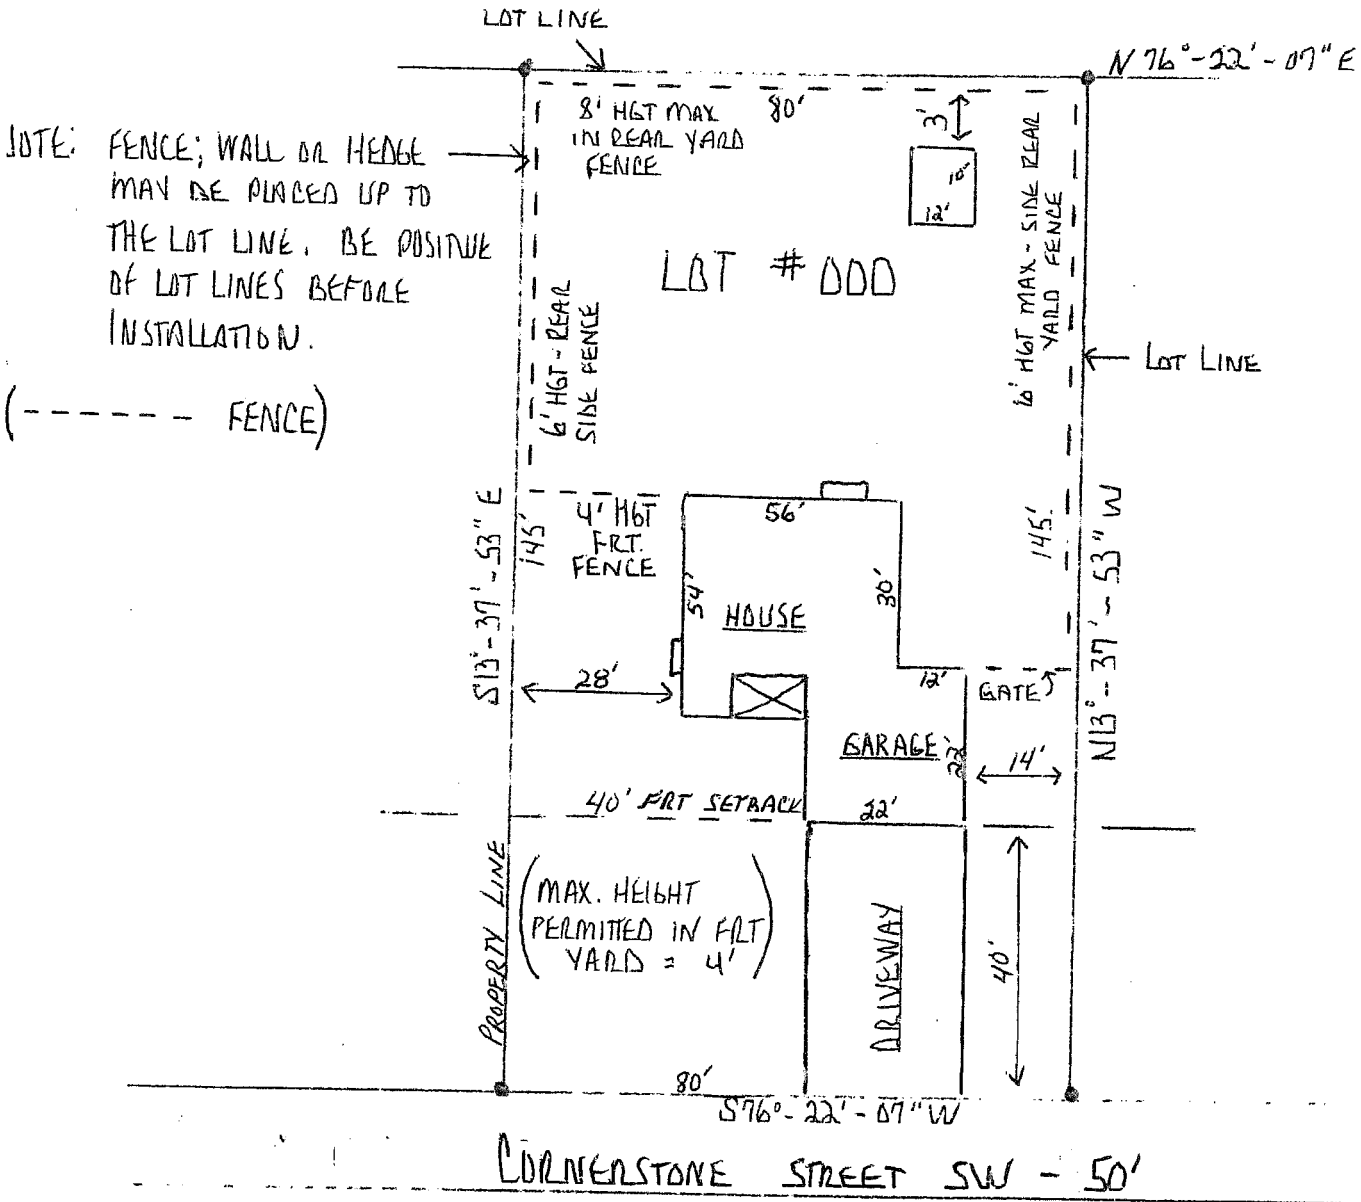 LOT LINE
N 76°-22'-07" E
8' HGT MAX
IN REAR YARD
FENCE
80'
3'
10'
12'
NOTE: FENCE; WALL OR HEDGE
MAY BE PLACED UP TO
THE LOT LINE. BE POSITIVE
OF LOT LINES BEFORE
INSTALLATION.
(------ FENCE)
LOT # 000
6' HGT - REAR
SIDE FENCE
6' HGT MAX - SIDE REAR
YARD FENCE
LOT LINE
S13°-37'-53" E
145'
4' HGT
FRT.
FENCE
56'
54'
30'
HOUSE
145'
N13°-37'-53" W
28'
12'
GATE
GARAGE
22'
14'
40' FRT SETBACK
22'
PROPERTY LINE
(MAX. HEIGHT
PERMITTED IN FRT
YARD = 4')
DRIVEWAY
40'
80'
S76°-22'-07" W
CORNERSTONE STREET SW - 50'